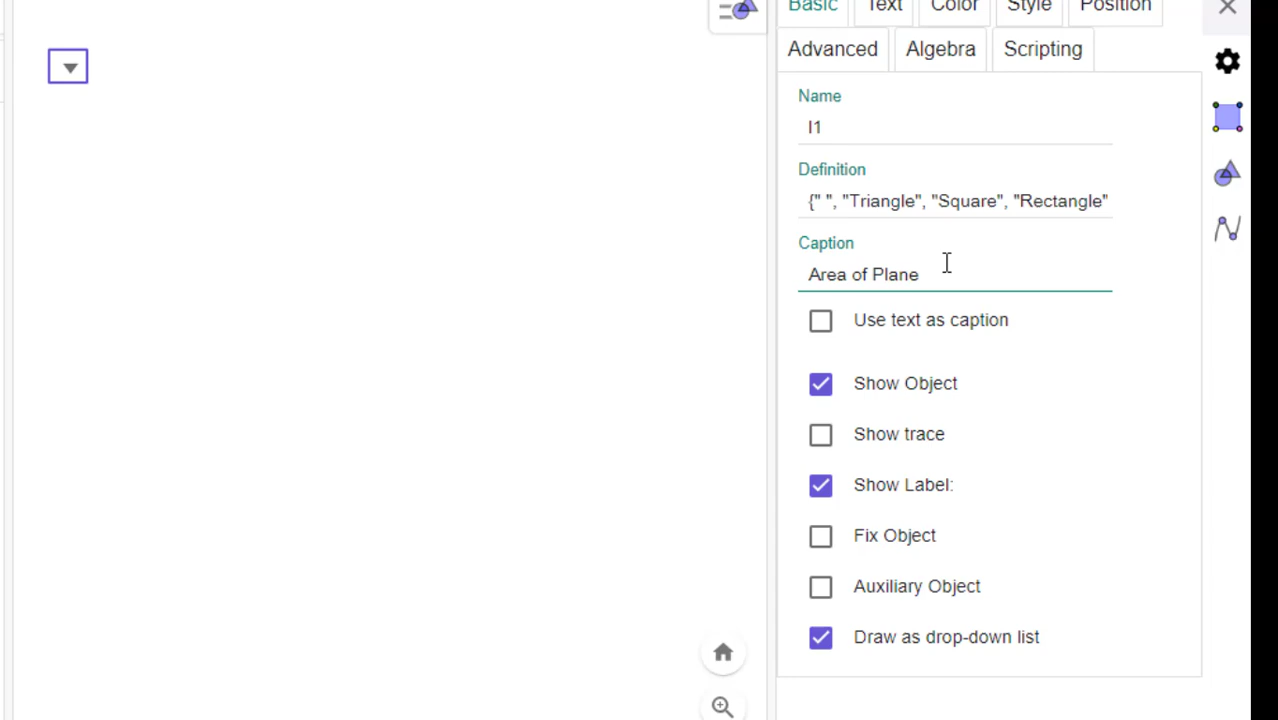 Basic Text Color Style Position
Advanced Algebra Scripting
Name
l1
Definition
{" ", "Triangle", "Square", "Rectangle"
Caption
Area of Plane
Use text as caption
Show Object
Show trace
Show Label:
Fix Object
Auxiliary Object
Draw as drop-down list